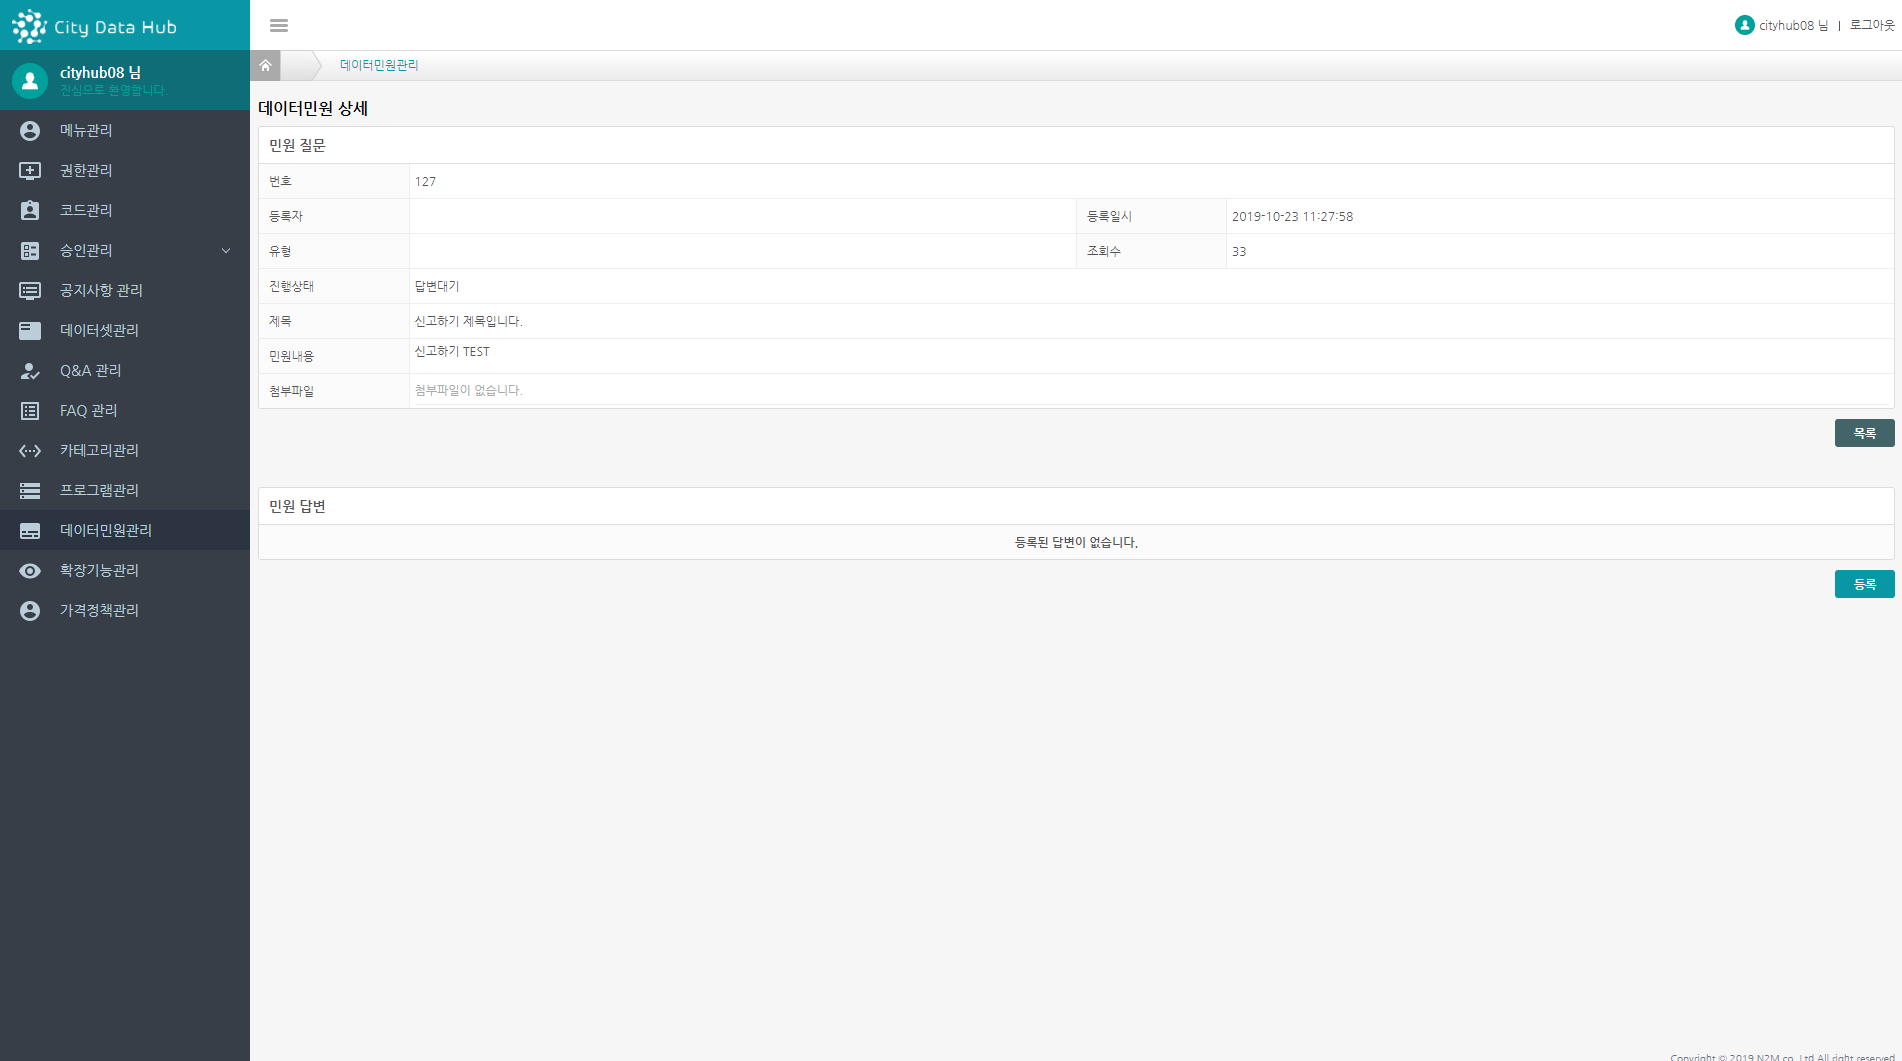 City Data Hub
cityhub08 님 | 로그아웃
cityhub08 님
진심으로 환영합니다.
메뉴관리
권한관리
코드관리
승인관리
공지사항 관리
데이터셋관리
Q&A 관리
FAQ 관리
카테고리관리
프로그램관리
데이터민원관리
확장기능관리
가격정책관리
데이터민원관리
데이터민원 상세
민원 질문
번호 127
등록자 등록일시 2019-10-23 11:27:58
유형 조회수 33
진행상태 답변대기
제목 신고하기 제목입니다.
민원내용 신고하기 TEST
첨부파일 첨부파일이 없습니다.
목록
민원 답변
등록된 답변이 없습니다.
등록
Copyright © 2019 N2M co. Ltd All right reserved